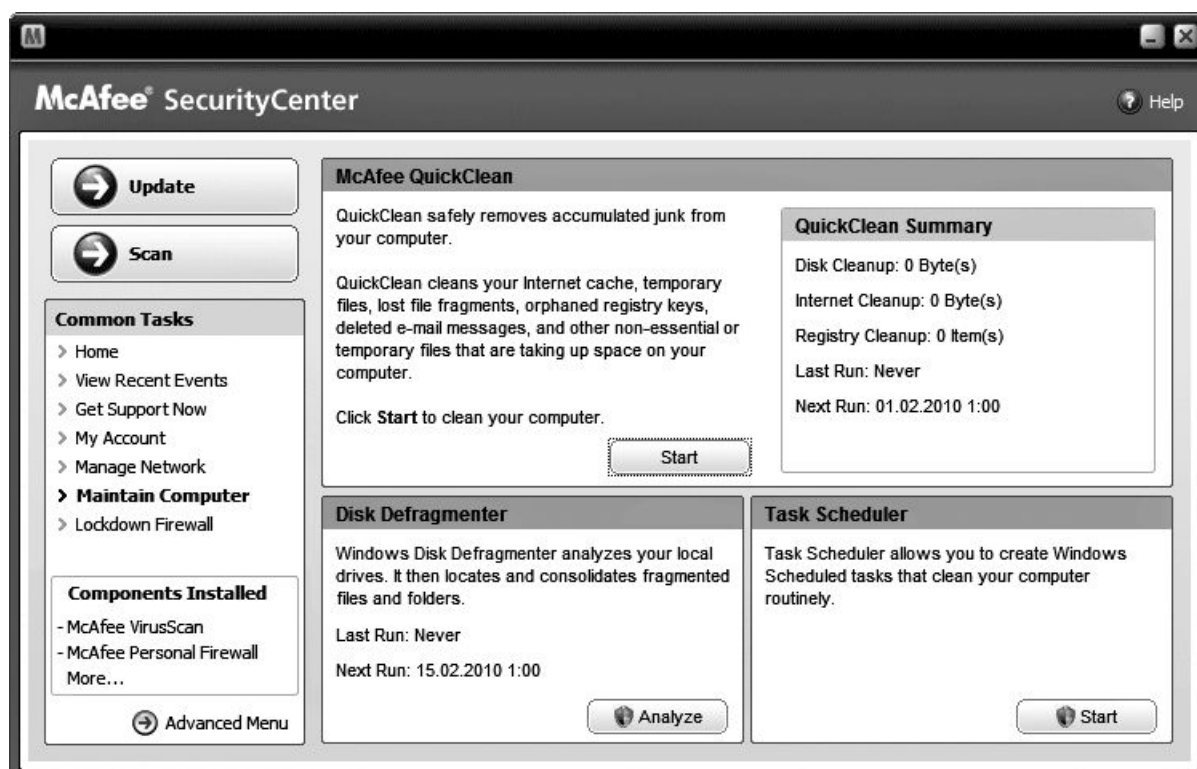 McAfee® SecurityCenter
Help
Update
Scan
Common Tasks
Home
View Recent Events
Get Support Now
My Account
Manage Network
Maintain Computer
Lockdown Firewall
Components Installed
- McAfee VirusScan
- McAfee Personal Firewall
More...
Advanced Menu
McAfee QuickClean
QuickClean safely removes accumulated junk from
your computer.
QuickClean cleans your Internet cache, temporary
files, lost file fragments, orphaned registry keys,
deleted e-mail messages, and other non-essential or
temporary files that are taking up space on your
computer.
Click Start to clean your computer.
Start
QuickClean Summary
Disk Cleanup: 0 Byte(s)
Internet Cleanup: 0 Byte(s)
Registry Cleanup: 0 Item(s)
Last Run: Never
Next Run: 01.02.2010 1:00
Disk Defragmenter
Windows Disk Defragmenter analyzes your local
drives. It then locates and consolidates fragmented
files and folders.
Last Run: Never
Next Run: 15.02.2010 1:00
Analyze
Task Scheduler
Task Scheduler allows you to create Windows
Scheduled tasks that clean your computer
routinely.
Start